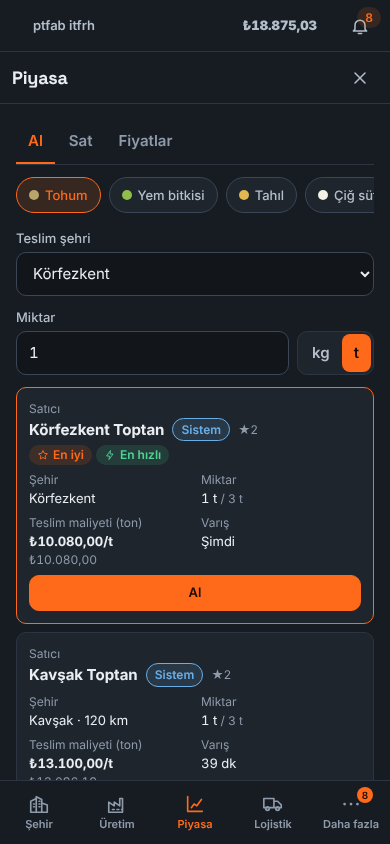 ptfab itfrh ₺18.875,03 8
Piyasa
Al Sat Fiyatlar
Tohum Yem bitkisi Tahıl Çiğ sü
Teslim şehri
Körfezkent
Miktar
1 kg t
Satıcı
Körfezkent Toptan Sistem ★2
En iyi En hızlı
Şehir Miktar
Körfezkent 1 t / 3 t
Teslim maliyeti (ton) Varış
₺10.080,00/t Şimdi
₺10.080,00
Al
Satıcı
Kavşak Toptan Sistem ★2
Şehir Miktar
Kavşak · 120 km 1 t / 3 t
Teslim maliyeti (ton) Varış
₺13.100,00/t 39 dk
8
Şehir Üretim Piyasa Lojistik Daha fazla